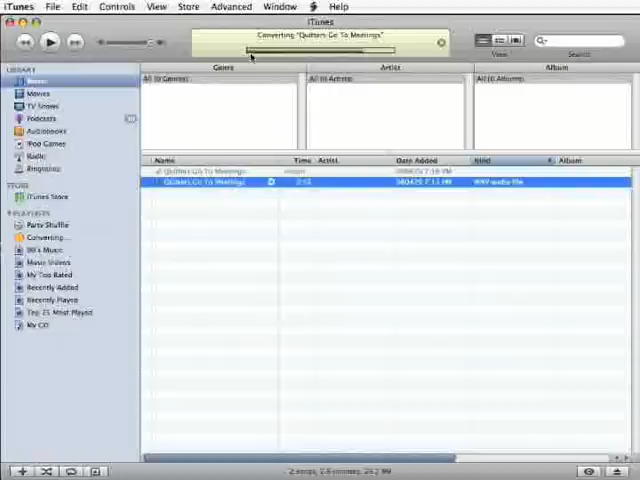 iTunes File Edit Controls View Store Advanced Window Help
iTunes
Converting "Quitters Go To Meetings"
View
Search
LIBRARY
Music
Movies
TV Shows
Podcasts
Audiobooks
iPod Games
Radio
Ringtones
STORE
iTunes Store
PLAYLISTS
Party Shuffle
Converting...
90's Music
Music Videos
My Top Rated
Recently Added
Recently Played
Top 25 Most Played
My CD
Genre Artist Album
All (0 Genres) All (0 Artists) All (0 Albums)
Name Time Artist Date Added Kind Album
Quitters Go To Meetings
Quitters Go To Meetings WAV audio file
2 songs,